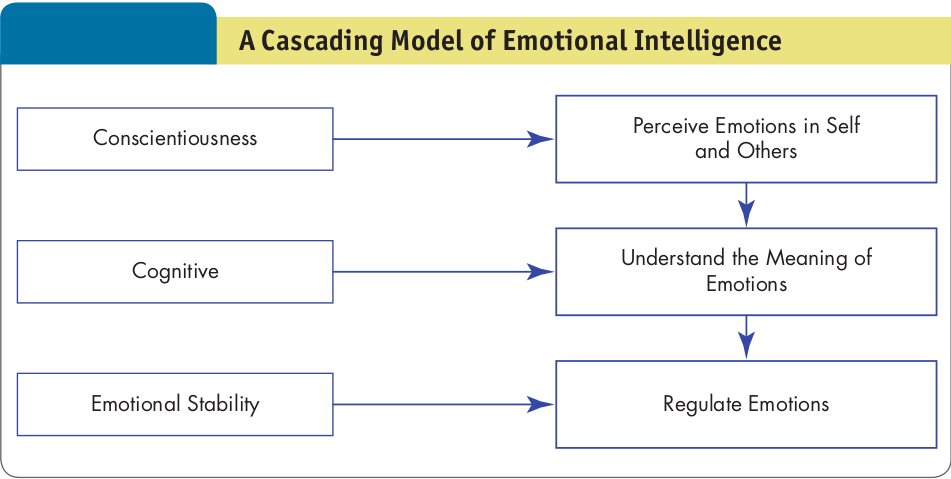 A Cascading Model of Emotional Intelligence
Conscientiousness
Perceive Emotions in Self
and Others
Cognitive
Understand the Meaning of
Emotions
Emotional Stability
Regulate Emotions